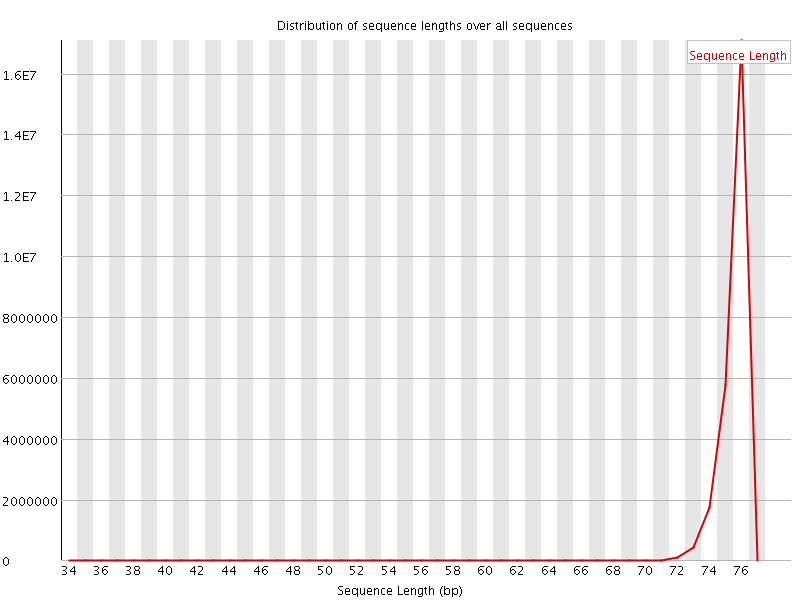 Distribution of sequence lengths over all sequences
Sequence Length
1.6E7
1.4E7
1.2E7
1.0E7
8000000
6000000
4000000
2000000
0
34 36 38 40 42 44 46 48 50 52 54 56 58 60 62 64 66 68 70 72 74 76
Sequence Length (bp)